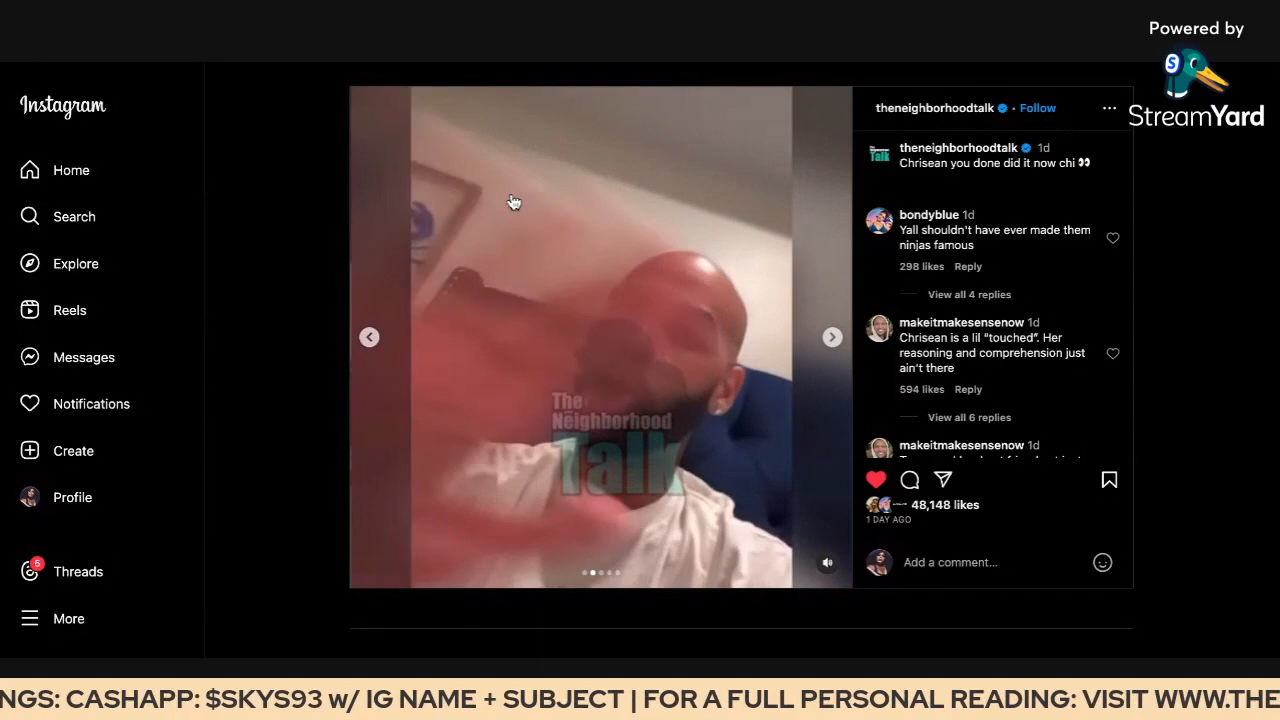 Powered by
StreamYard
Instagram
Home
Search
Explore
Reels
Messages
Notifications
Create
Profile
6
Threads
More
The
Neighborhood
Talk
theneighborhoodtalk · Follow
theneighborhoodtalk 1d
Chrisean you done did it now chi 👀
bondyblue 1d
Yall shouldn't have ever made them
ninjas famous
298 likes Reply
View all 4 replies
makeitmakesensenow 1d
Chrisean is a lil “touched”. Her
reasoning and comprehension just
ain't there
594 likes Reply
View all 6 replies
makeitmakesensenow 1d
48,148 likes
1 DAY AGO
Add a comment...
NGS: CASHAPP: $SKYS93 w/ IG NAME + SUBJECT | FOR A FULL PERSONAL READING: VISIT WWW.THE